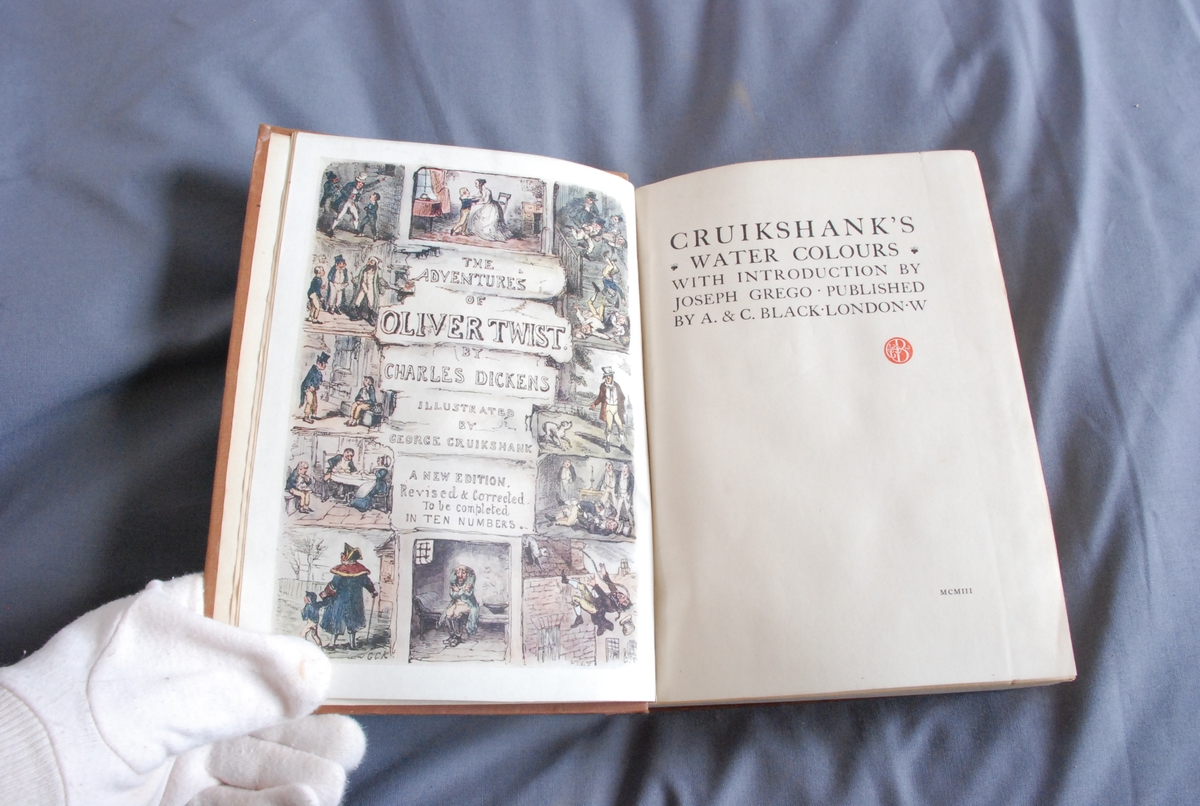 THE
ADVENTURES
OF
OLIVER TWIST.
BY
CHARLES DICKENS
ILLUSTRATED
BY
GEORGE CRUIKSHANK
A NEW EDITION,
Revised & Corrected.
To be completed
IN TEN NUMBERS.
CRUIKSHANK'S
WATER COLOURS
WITH INTRODUCTION BY
JOSEPH GREGO · PUBLISHED
BY A. & C. BLACK · LONDON · W
MCMIII